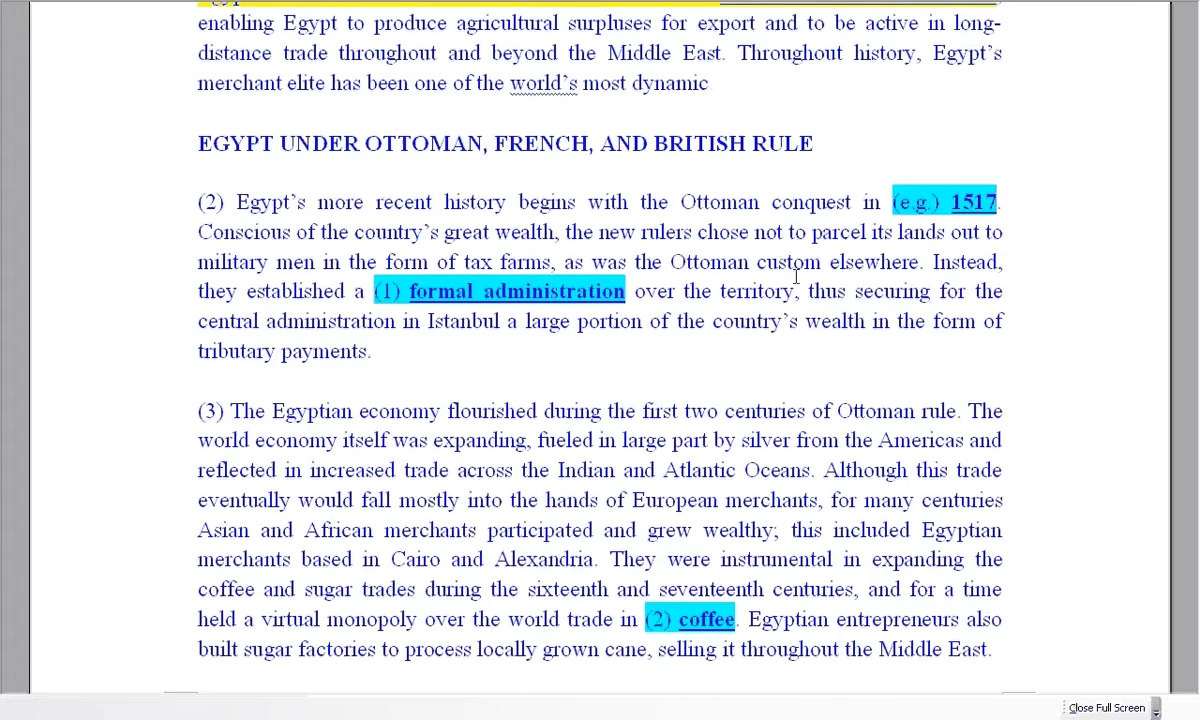 enabling Egypt to produce agricultural surpluses for export and to be active in long-
distance trade throughout and beyond the Middle East. Throughout history, Egypt's
merchant elite has been one of the world's most dynamic
EGYPT UNDER OTTOMAN, FRENCH, AND BRITISH RULE
(2) Egypt's more recent history begins with the Ottoman conquest in (e.g.) 1517.
Conscious of the country's great wealth, the new rulers chose not to parcel its lands out to
military men in the form of tax farms, as was the Ottoman custom elsewhere. Instead,
they established a (1) formal administration over the territory, thus securing for the
central administration in Istanbul a large portion of the country's wealth in the form of
tributary payments.
(3) The Egyptian economy flourished during the first two centuries of Ottoman rule. The
world economy itself was expanding, fueled in large part by silver from the Americas and
reflected in increased trade across the Indian and Atlantic Oceans. Although this trade
eventually would fall mostly into the hands of European merchants, for many centuries
Asian and African merchants participated and grew wealthy; this included Egyptian
merchants based in Cairo and Alexandria. They were instrumental in expanding the
coffee and sugar trades during the sixteenth and seventeenth centuries, and for a time
held a virtual monopoly over the world trade in (2) coffee. Egyptian entrepreneurs also
built sugar factories to process locally grown cane, selling it throughout the Middle East.
Close Full Screen